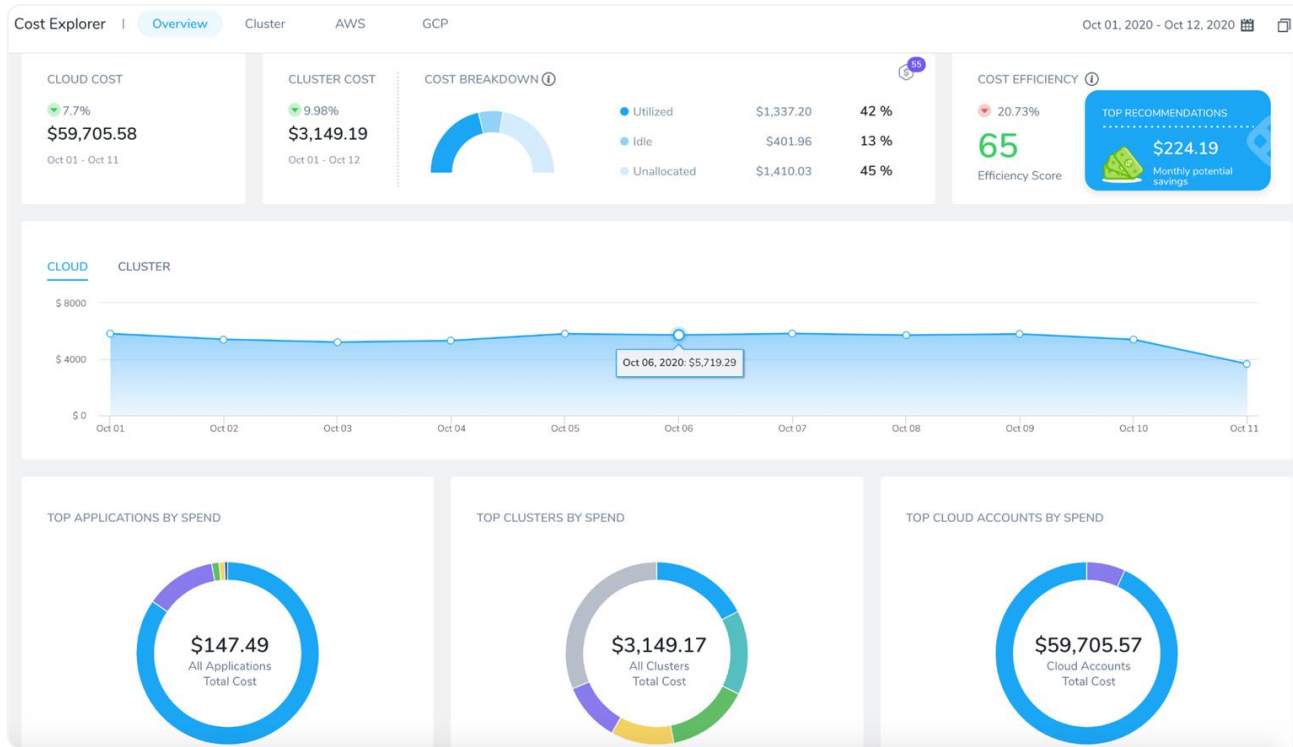 Cost Explorer | Overview Cluster AWS GCP Oct 01, 2020 - Oct 12, 2020
CLOUD COST
7.7%
$59,705.58
Oct 01 - Oct 11
CLUSTER COST
9.98%
$3,149.19
Oct 01 - Oct 12
COST BREAKDOWN
55
Utilized $1,337.20 42 %
Idle $401.96 13 %
Unallocated $1,410.03 45 %
COST EFFICIENCY
20.73%
65
Efficiency Score
TOP RECOMMENDATIONS
$224.19
Monthly potential
savings
CLOUD CLUSTER
$ 8000
$ 4000
$ 0
Oct 06, 2020: $5,719.29
Oct 01 Oct 02 Oct 03 Oct 04 Oct 05 Oct 06 Oct 07 Oct 08 Oct 09 Oct 10 Oct 11
TOP APPLICATIONS BY SPEND
$147.49
All Applications
Total Cost
TOP CLUSTERS BY SPEND
$3,149.17
All Clusters
Total Cost
TOP CLOUD ACCOUNTS BY SPEND
$59,705.57
Cloud Accounts
Total Cost